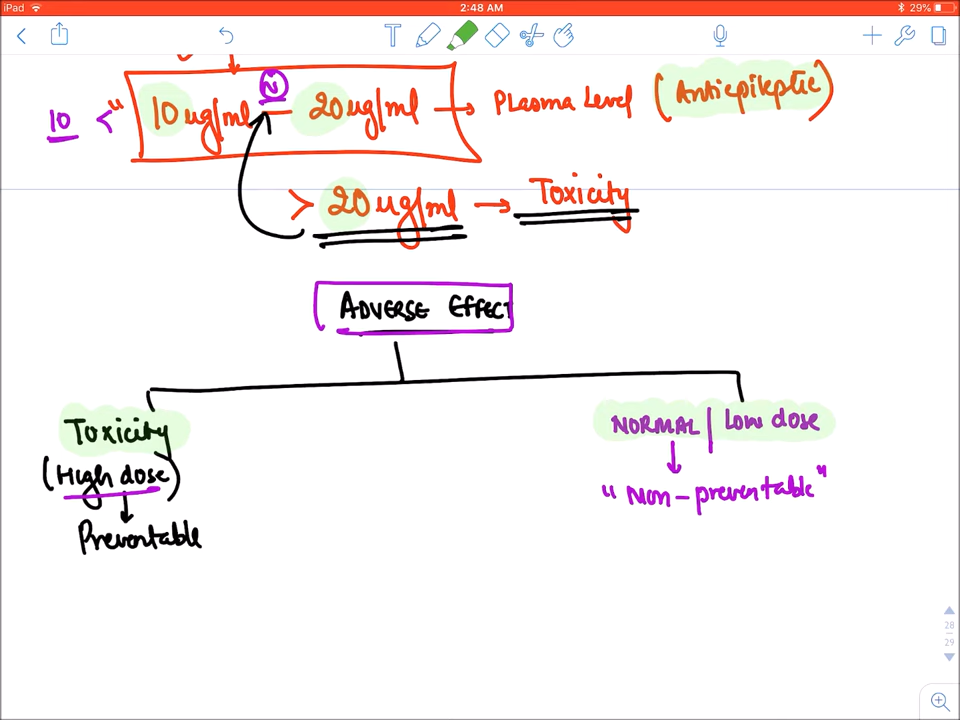 iPad 2:48 AM 29%
T
N
10 < " 10 ug/ml — 20 ug/ml → Plasma Level (Antiepileptic)
> 20 ug/ml → Toxicity
ADVERSE EFFECT
Toxicity
(High dose)
Preventable
NORMAL | Low dose
"Non-preventable"
28
29